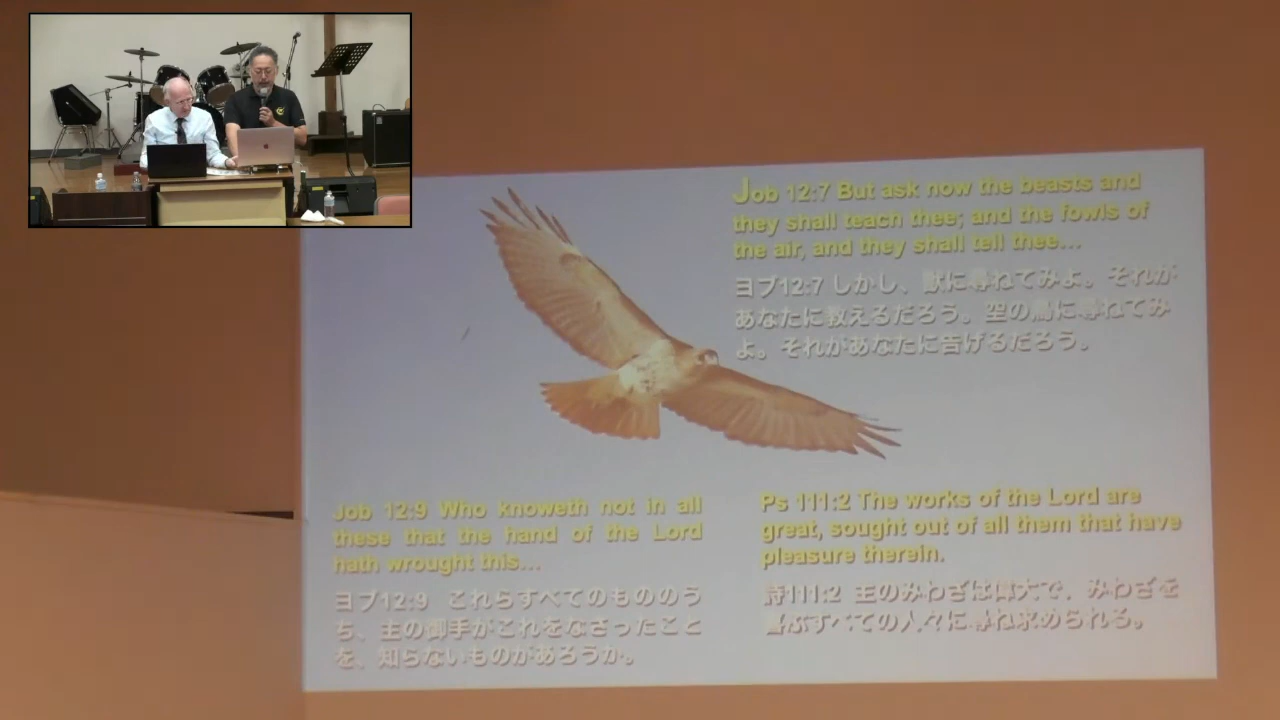 Job 12:7 But ask now the beasts and
they shall teach thee; and the fowls of
the air, and they shall tell thee...
ヨブ12:7 しかし、獣に尋ねてみよ。それが
あなたに教えるだろう。空の鳥に尋ねてみ
よ。それがあなたに告げるだろう。
Job 12:9 Who knoweth not in all
these that the hand of the Lord
hath wrought this...
ヨブ12:9 これらすべてのもののう
ち、主の御手がこれをなさったこと
を、知らないものがあろうか。
Ps 111:2 The works of the Lord are
great, sought out of all them that have
pleasure therein.
詩111:2 主のみわざは偉大で、みわざを
喜ぶすべての人々に尋ね求められる。